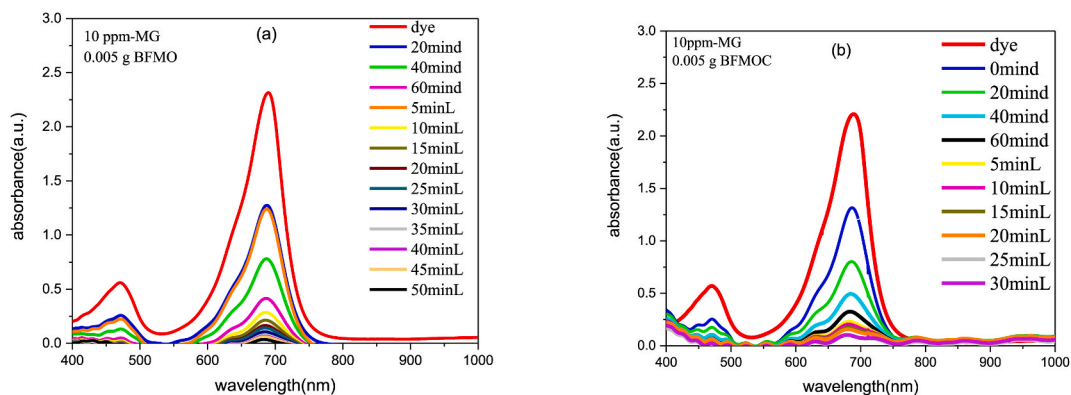 (a)
10 ppm-MG
0.005 g BFMO
dye
20mind
40mind
60mind
5minL
10minL
15minL
20minL
25minL
30minL
35minL
40minL
45minL
50minL
absorbance(a.u.)
3.0
2.5
2.0
1.5
1.0
0.5
0.0
400 500 600 700 800 900 1000
wavelength(nm)
(b)
10ppm-MG
0.005 g BFMOC
dye
0mind
20mind
40mind
60mind
5minL
10minL
15minL
20minL
25minL
30minL
absorbance(a.u.)
3.0
2.5
2.0
1.5
1.0
0.5
0.0
400 500 600 700 800 900 1000
wavelength(nm)